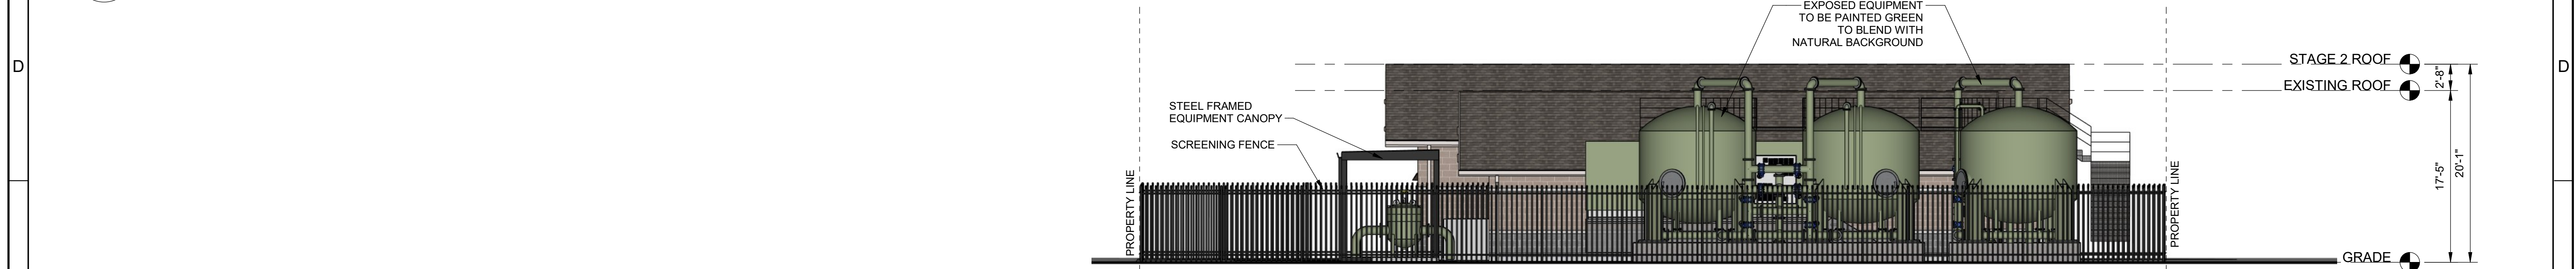 D
EXPOSED EQUIPMENT
TO BE PAINTED GREEN
TO BLEND WITH
NATURAL BACKGROUND
STAGE 2 ROOF
EXISTING ROOF
2'-8"
D
STEEL FRAMED
EQUIPMENT CANOPY
SCREENING FENCE
PROPERTY LINE
PROPERTY LINE
17'-5"
20'-1"
GRADE